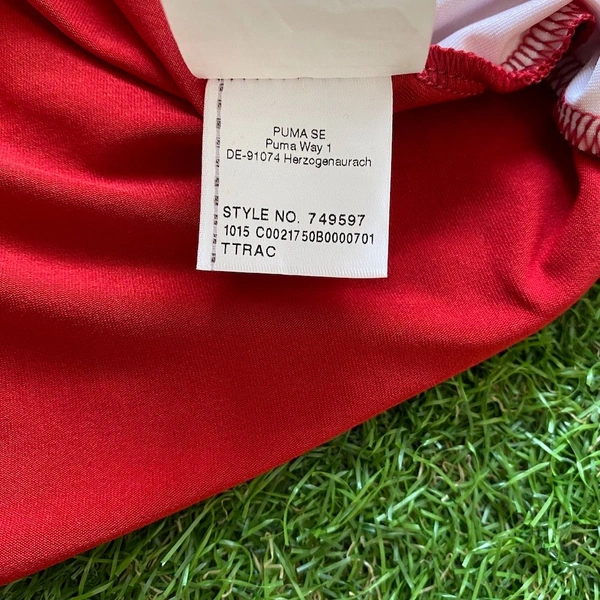 PUMA SE
Puma Way 1
DE-91074 Herzogenaurach
STYLE NO. 749597
1015 C0021750B0000701
TTRAC